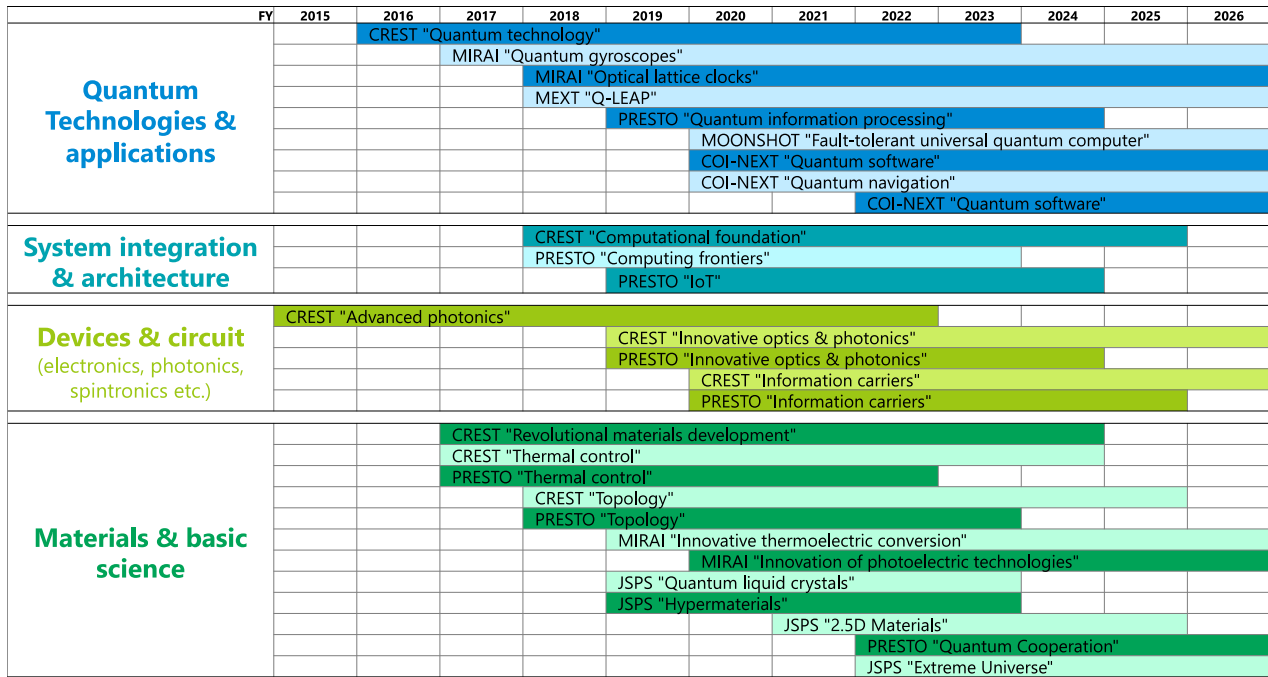 FY 2015 2016 2017 2018 2019 2020 2021 2022 2023 2024 2025 2026
Quantum
Technologies &
applications
CREST "Quantum technology"
MIRAI "Quantum gyroscopes"
MIRAI "Optical lattice clocks"
MEXT "Q-LEAP"
PRESTO "Quantum information processing"
MOONSHOT "Fault-tolerant universal quantum computer"
COI-NEXT "Quantum software"
COI-NEXT "Quantum navigation"
COI-NEXT "Quantum software"
System integration
& architecture
CREST "Computational foundation"
PRESTO "Computing frontiers"
PRESTO "IoT"
Devices & circuit
(electronics, photonics,
spintronics etc.)
CREST "Advanced photonics"
CREST "Innovative optics & photonics"
PRESTO "Innovative optics & photonics"
CREST "Information carriers"
PRESTO "Information carriers"
Materials & basic
science
CREST "Revolutional materials development"
CREST "Thermal control"
PRESTO "Thermal control"
CREST "Topology"
PRESTO "Topology"
MIRAI "Innovative thermoelectric conversion"
MIRAI "Innovation of photoelectric technologies"
JSPS "Quantum liquid crystals"
JSPS "Hypermaterials"
JSPS "2.5D Materials"
PRESTO "Quantum Cooperation"
JSPS "Extreme Universe"